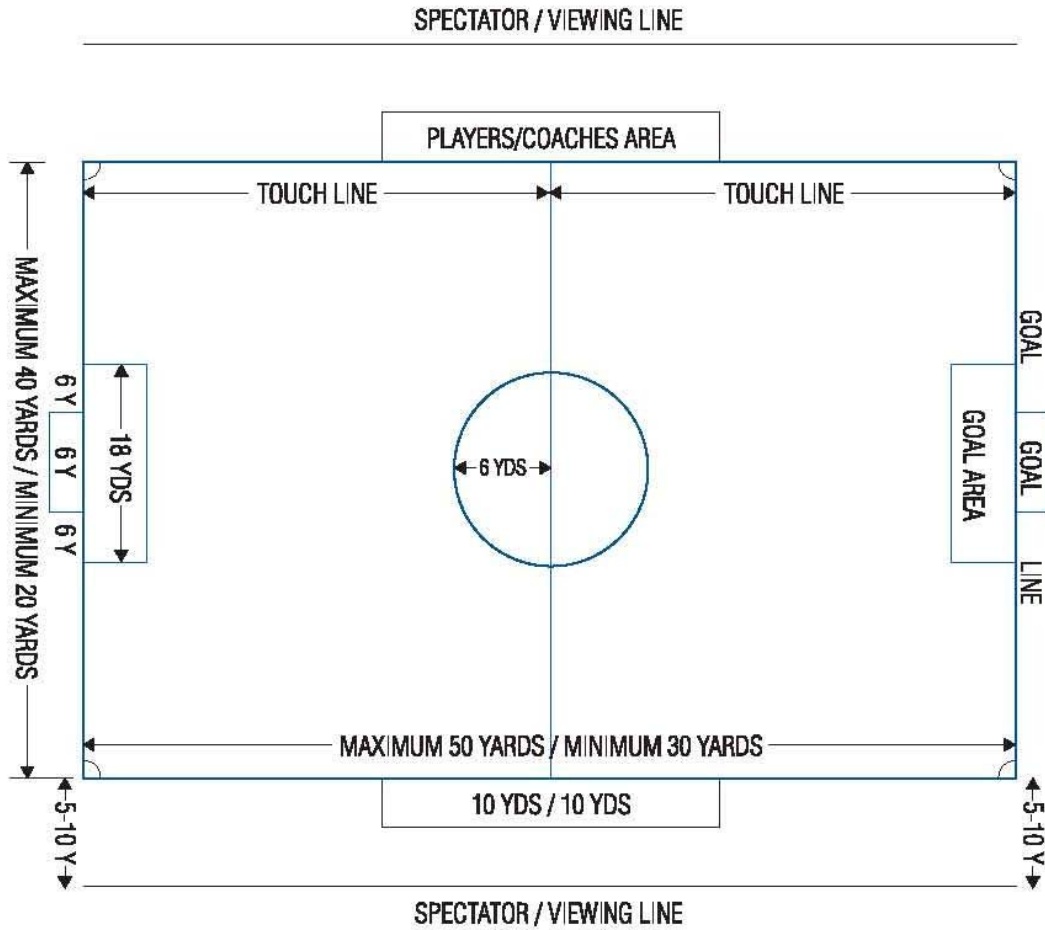 SPECTATOR / VIEWING LINE
PLAYERS/COACHES AREA
TOUCH LINE
TOUCH LINE
MAXIMUM 40 YARDS / MINIMUM 20 YARDS
6 Y
6 Y
6 Y
18 YDS
6 YDS
GOAL AREA
GOAL
GOAL
LINE
MAXIMUM 50 YARDS / MINIMUM 30 YARDS
10 YDS / 10 YDS
5-10 Y
5-10 Y
SPECTATOR / VIEWING LINE